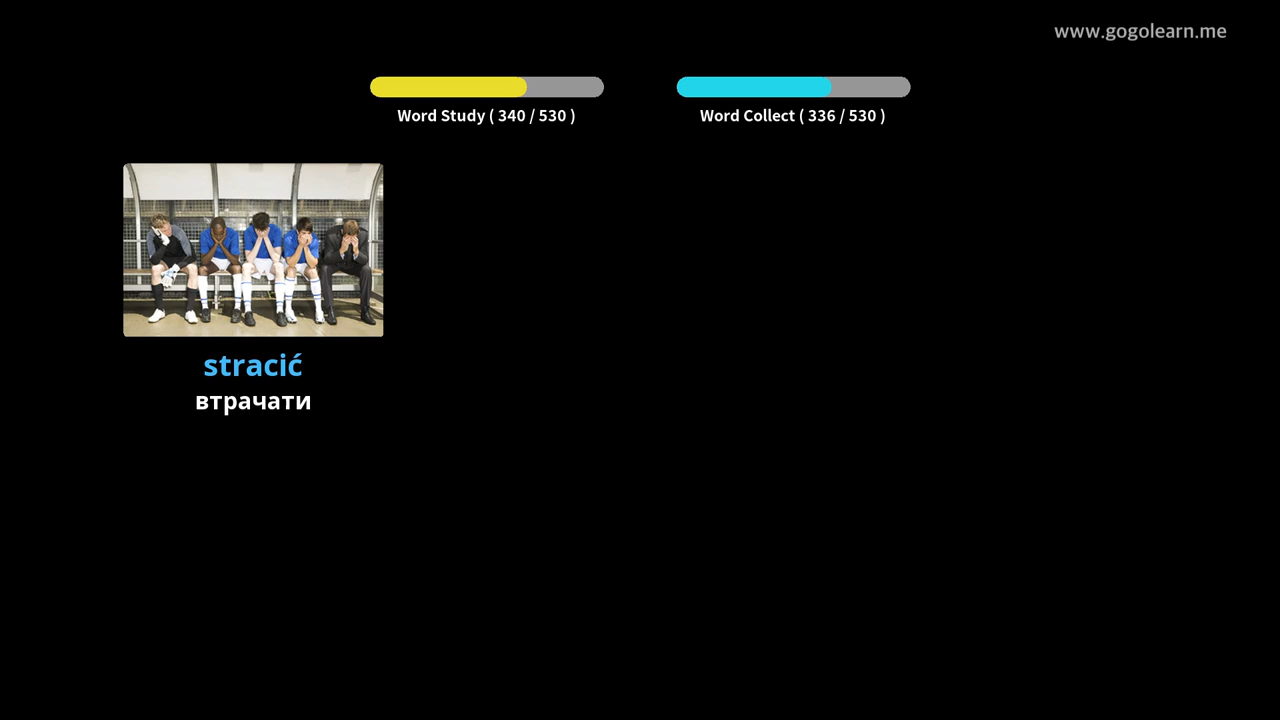 www.gogolearn.me
Word Study ( 340 / 530 )
Word Collect ( 336 / 530 )
stracić
втрачати